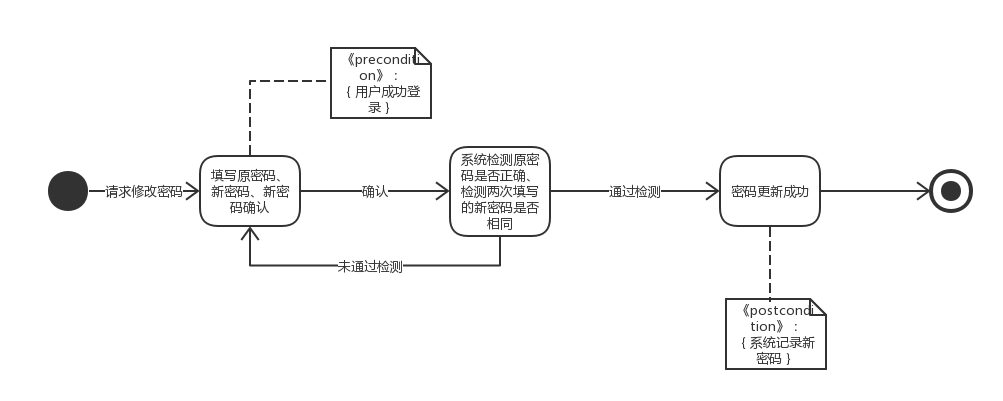 《preconditi
on》：
{ 用户成功登
录 }
请求修改密码
填写原密码、
新密码、新密
码确认
确认
系统检测原密
码是否正确、
检测两次填写
的新密码是否
相同
通过检测
密码更新成功
未通过检测
《postcondi
tion》：
{ 系统记录新
密码 }